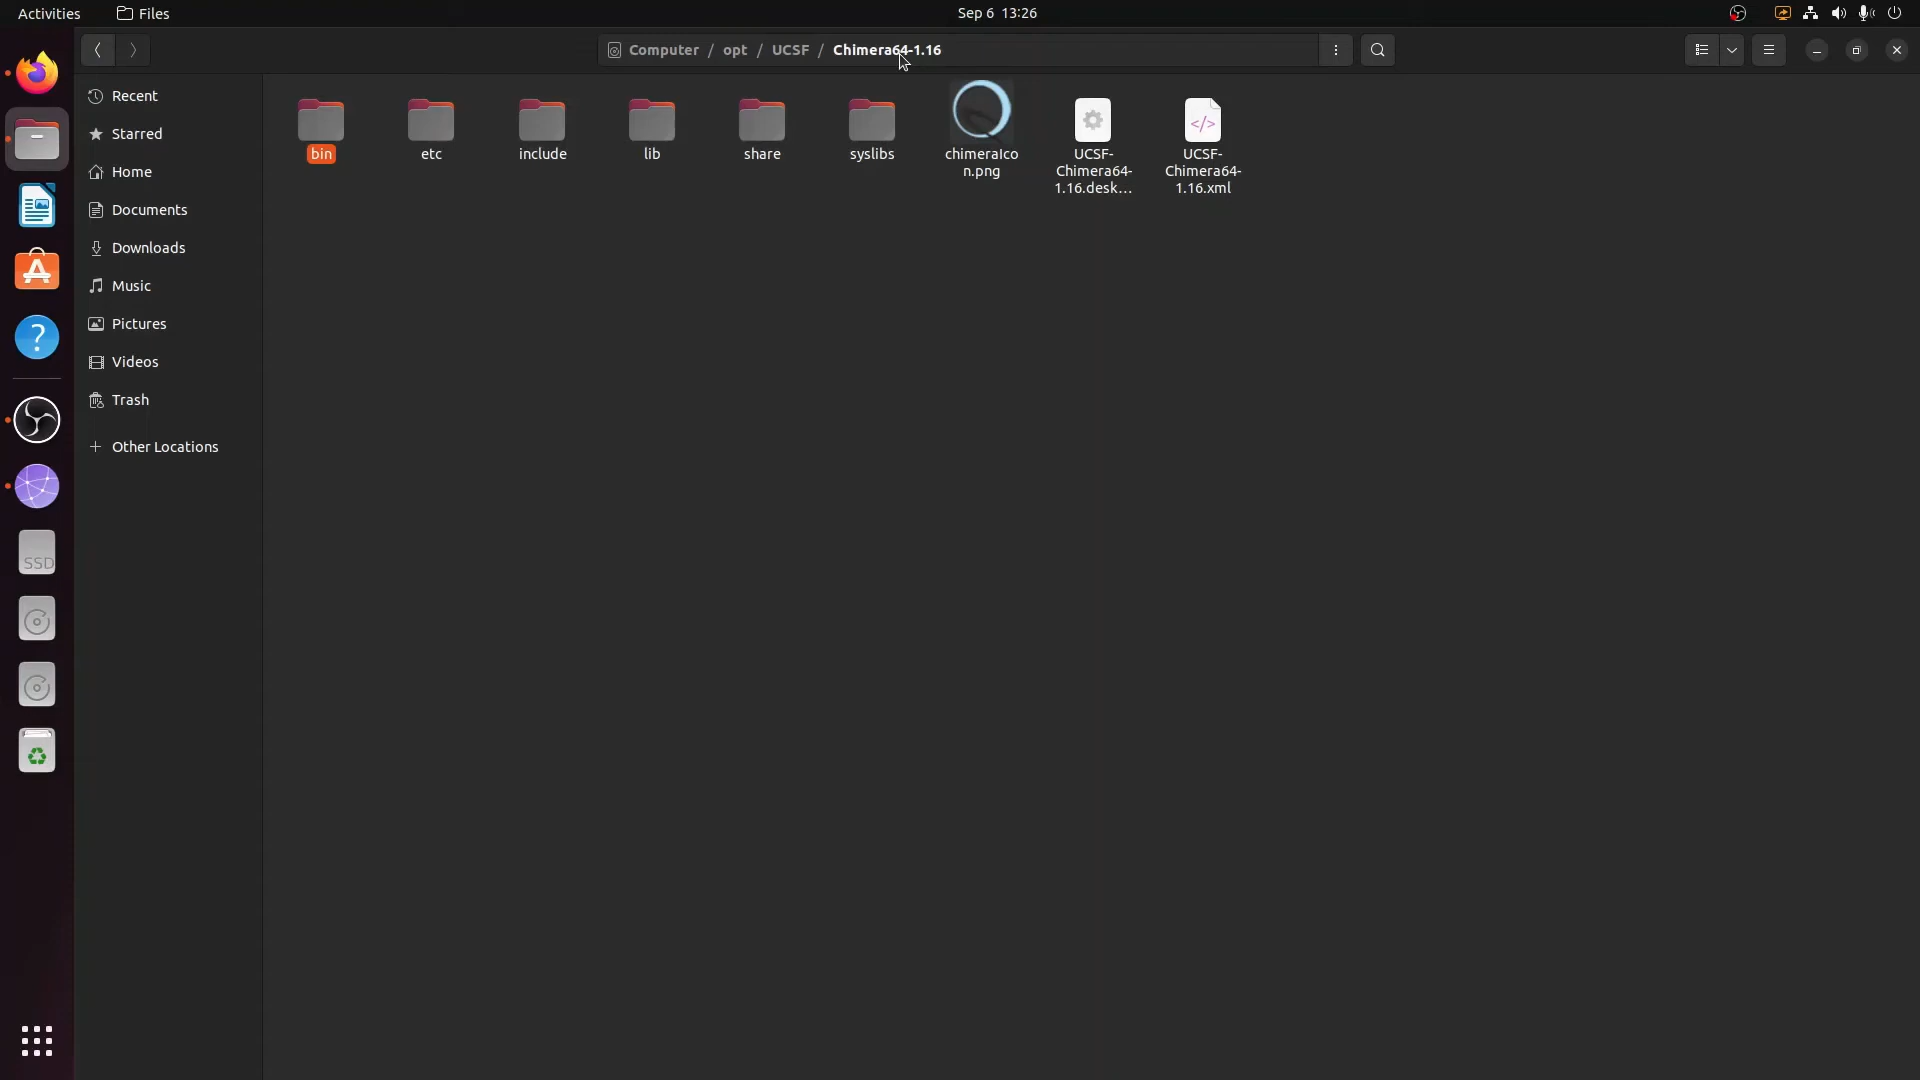 Activities
Files
Sep 6 13:26
Computer / opt / UCSF / Chimera64-1.16
Recent
Starred
Home
Documents
Downloads
Music
Pictures
Videos
Trash
Other Locations
bin
etc
include
lib
share
syslibs
chimeraIco
n.png
UCSF-
Chimera64-
1.16.desk...
UCSF-
Chimera64-
1.16.xml
SSD